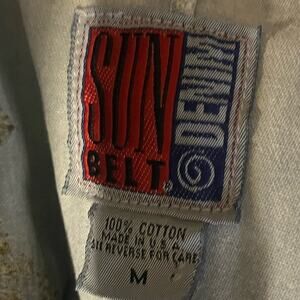 SUN
BELT®
DENIM
100% COTTON
MADE IN U.S.A.
SEE REVERSE FOR CARE
M